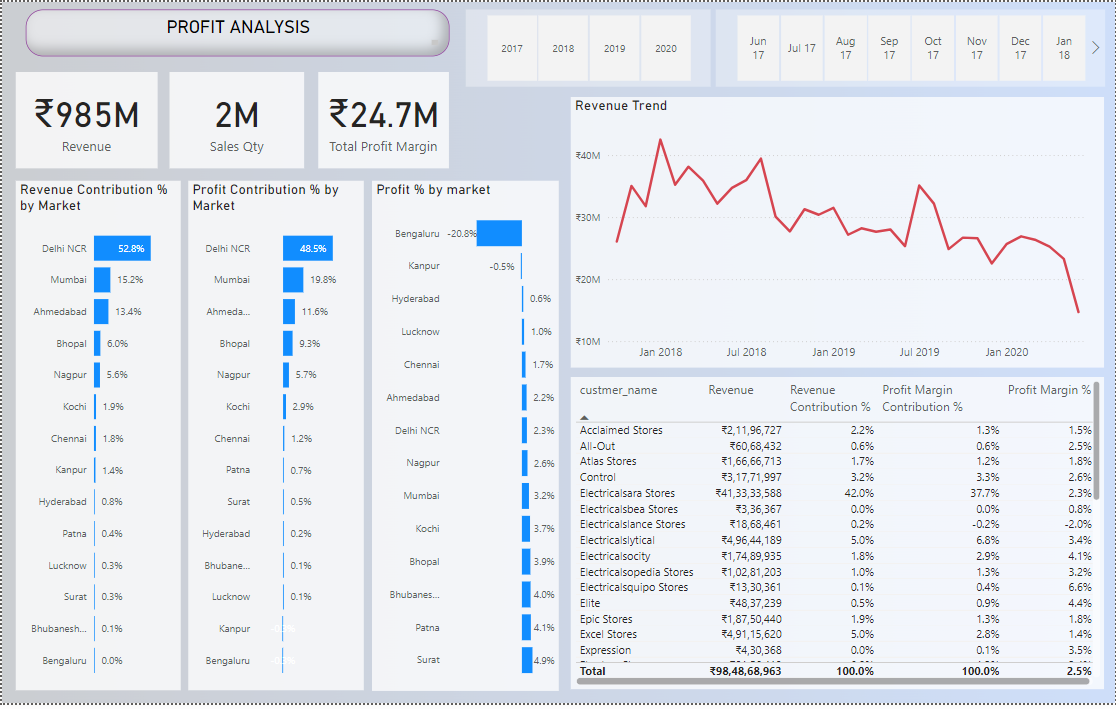 PROFIT ANALYSIS
2017 2018 2019 2020
Jun 17 Jul 17 Aug 17 Sep 17 Oct 17 Nov 17 Dec 17 Jan 18
₹985M
Revenue
2M
Sales Qty
₹24.7M
Total Profit Margin
Revenue Contribution %
by Market
Delhi NCR 52.8%
Mumbai 15.2%
Ahmedabad 13.4%
Bhopal 6.0%
Nagpur 5.6%
Kochi 1.9%
Chennai 1.8%
Kanpur 1.4%
Hyderabad 0.8%
Patna 0.4%
Lucknow 0.3%
Surat 0.3%
Bhubanesh... 0.1%
Bengaluru 0.0%
Profit Contribution % by
Market
Delhi NCR 48.5%
Mumbai 19.8%
Ahmeda... 11.6%
Bhopal 9.3%
Nagpur 5.7%
Kochi 2.9%
Chennai 1.2%
Patna 0.7%
Surat 0.5%
Hyderabad 0.2%
Bhubane... 0.1%
Lucknow 0.1%
Kanpur
Bengaluru
Profit % by market
Bengaluru -20.8%
Kanpur -0.5%
Hyderabad 0.6%
Lucknow 1.0%
Chennai 1.7%
Ahmedabad 2.2%
Delhi NCR 2.3%
Nagpur 2.6%
Mumbai 3.2%
Kochi 3.7%
Bhopal 3.9%
Bhubanes... 4.0%
Patna 4.1%
Surat 4.9%
Revenue Trend
₹40M
₹30M
₹20M
₹10M
Jan 2018 Jul 2018 Jan 2019 Jul 2019 Jan 2020
custmer_name Revenue Revenue Contribution % Profit Margin Contribution % Profit Margin %
Acclaimed Stores ₹2,11,96,727 2.2% 1.3% 1.5%
All-Out ₹60,68,432 0.6% 0.6% 2.5%
Atlas Stores ₹1,66,66,713 1.7% 1.2% 1.8%
Control ₹3,17,71,997 3.2% 3.3% 2.6%
Electricalsara Stores ₹41,33,33,588 42.0% 37.7% 2.3%
Electricalsbea Stores ₹3,36,367 0.0% 0.0% 0.8%
Electricalslance Stores ₹18,68,461 0.2% -0.2% -2.0%
Electricalslytical ₹4,96,44,189 5.0% 6.8% 3.4%
Electricalsocity ₹1,74,89,935 1.8% 2.9% 4.1%
Electricalsopedia Stores ₹1,02,81,203 1.0% 1.3% 3.2%
Electricalsquipo Stores ₹13,30,361 0.1% 0.4% 6.6%
Elite ₹48,37,239 0.5% 0.9% 4.4%
Epic Stores ₹1,87,50,440 1.9% 1.3% 1.8%
Excel Stores ₹4,91,15,620 5.0% 2.8% 1.4%
Expression ₹4,30,368 0.0% 0.1% 3.5%
Total ₹98,48,68,963 100.0% 100.0% 2.5%